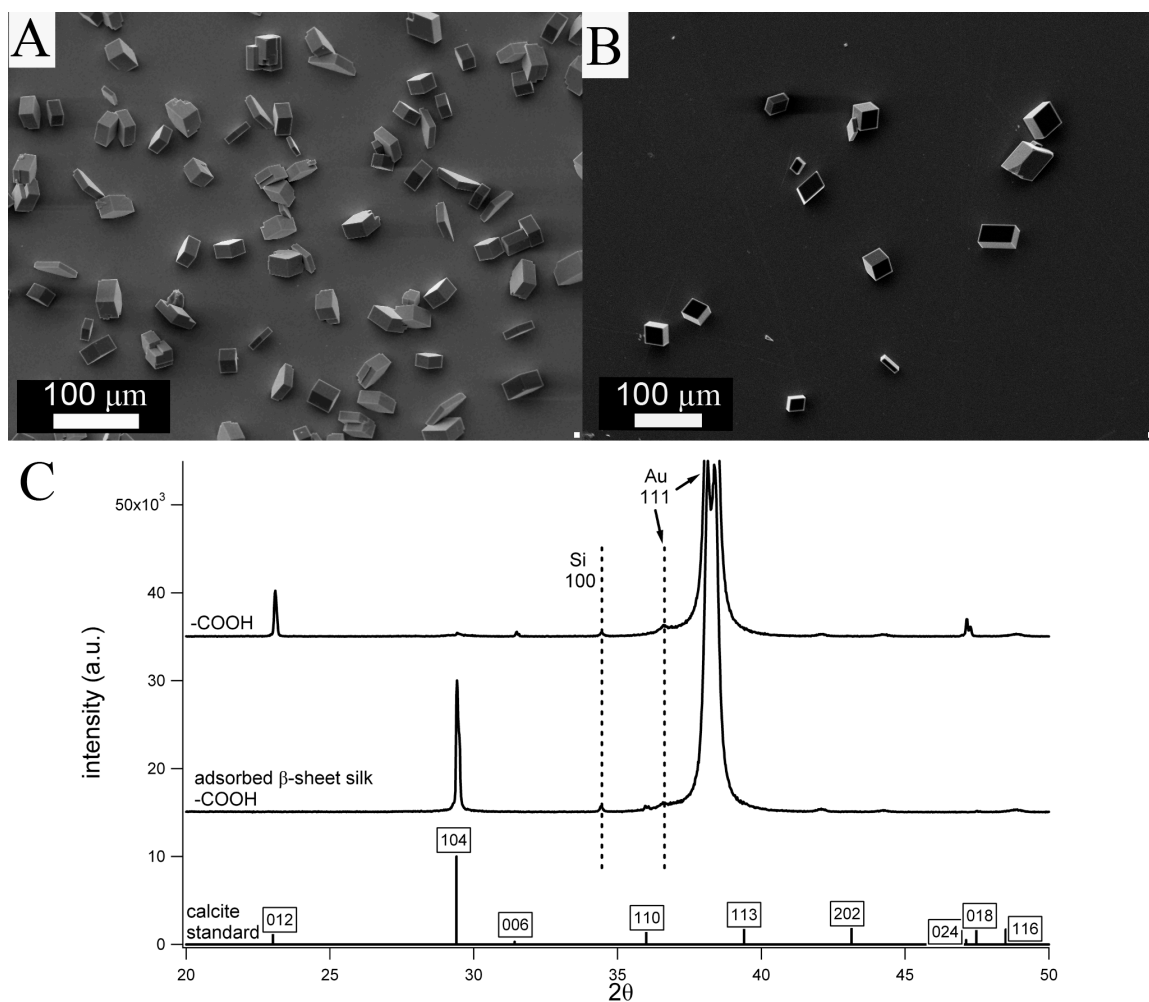 A
B
100 μm
100 μm
C
Au
111
50x10³
Si
100
40
-COOH
30
intensity (a.u.)
20
adsorbed β-sheet silk
-COOH
104
10
calcite
standard
012
006
110
113
202
024
018
116
0
20
25
30
35
40
45
50
2θ